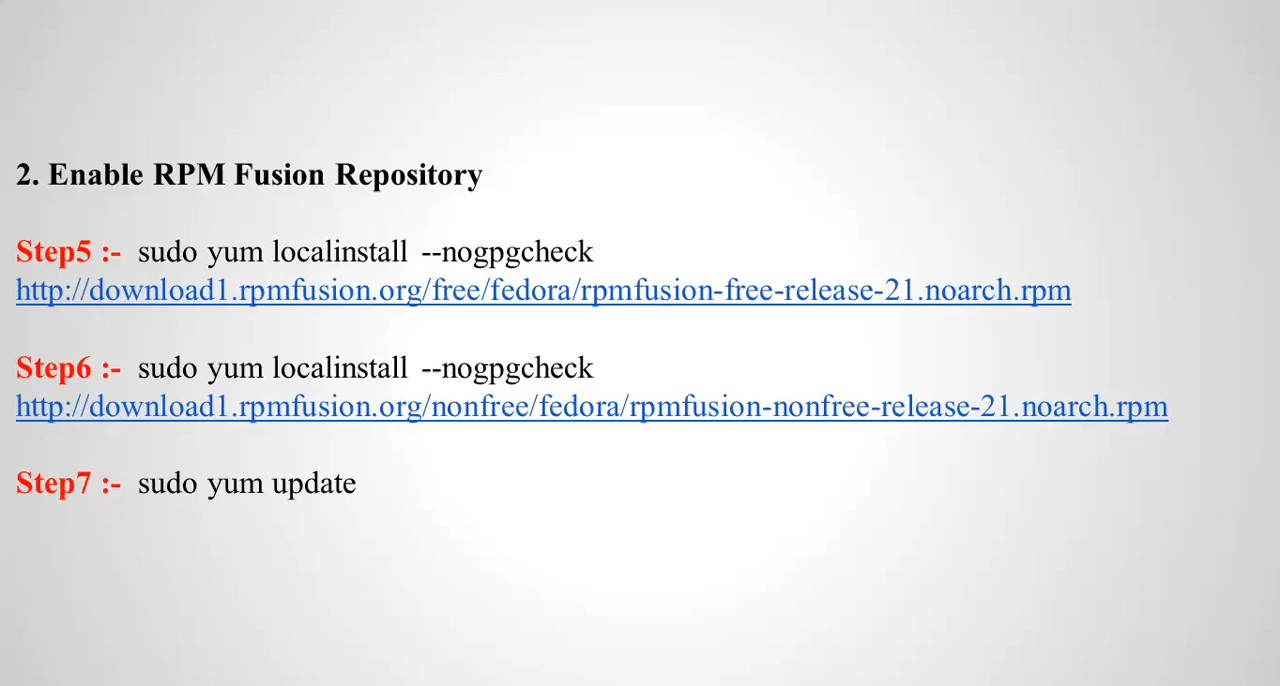 2. Enable RPM Fusion Repository
Step5 :- sudo yum localinstall --nogpgcheck
http://download1.rpmfusion.org/free/fedora/rpmfusion-free-release-21.noarch.rpm
Step6 :- sudo yum localinstall --nogpgcheck
http://download1.rpmfusion.org/nonfree/fedora/rpmfusion-nonfree-release-21.noarch.rpm
Step7 :- sudo yum update